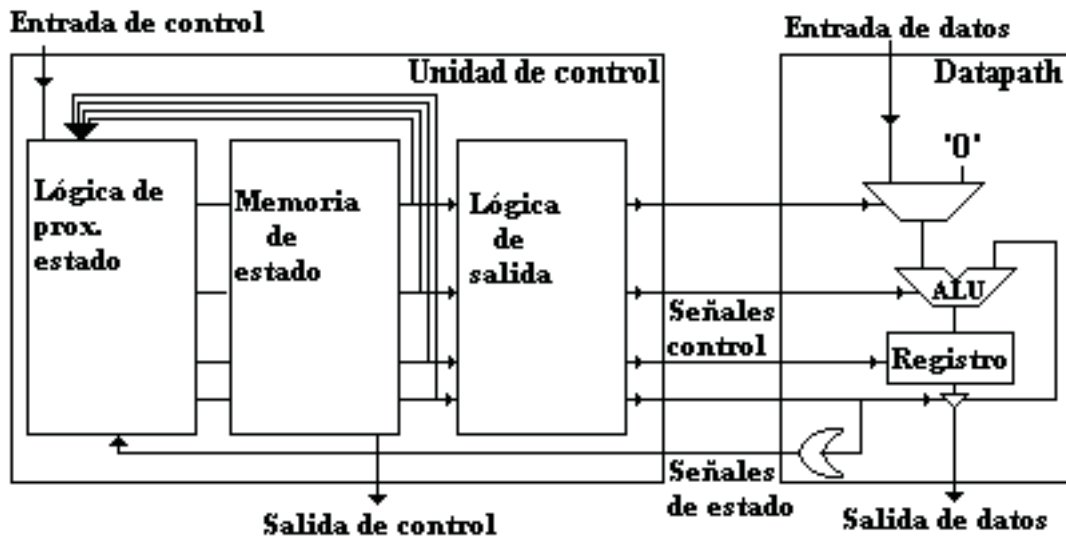 Entrada de control
Unidad de control
Lógica de
prox.
estado
Memoria
de
estado
Lógica
de
salida
Señales
control
Señales
de estado
Salida de control
Entrada de datos
Datapath
'0'
ALU
Registro
Salida de datos